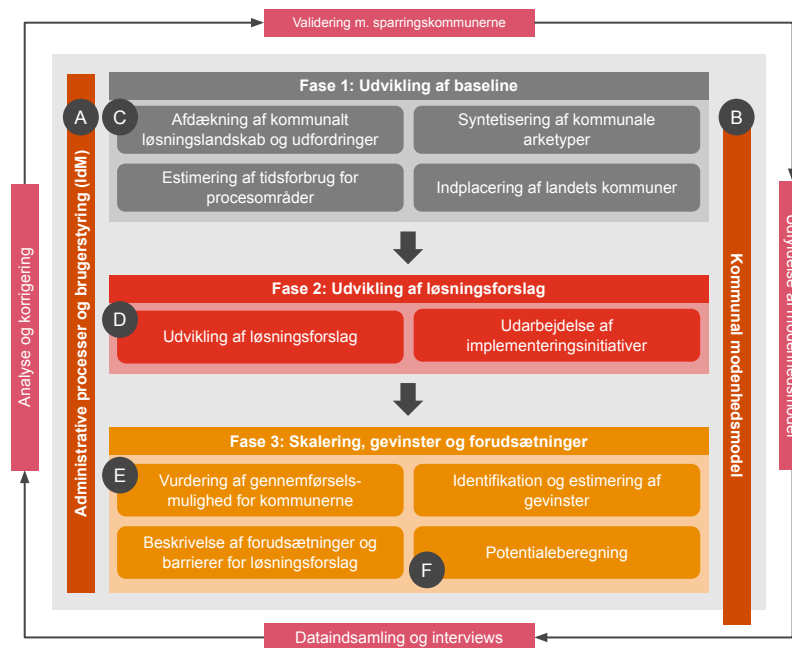 Validering m. sparringskommunerne
Fase 1: Udvikling af baseline
A
C
Afdækning af kommunalt
løsningslandskab og udfordringer
Syntetisering af kommunale
arketyper
B
Estimering af tidsforbrug for
procesområder
Indplacering af landets kommuner
Administrative processer og brugerstyring (IdM)
Analyse og korrigering
Kommunal modenhedsmodel
Udfyldelse af modenhedsmodel
Fase 2: Udvikling af løsningsforslag
D
Udvikling af løsningsforslag
Udarbejdelse af
implementeringsinitiativer
Fase 3: Skalering, gevinster og forudsætninger
E
Vurdering af gennemførsels-
mulighed for kommunerne
Identifikation og estimering af
gevinster
Beskrivelse af forudsætninger og
barrierer for løsningsforslag
F
Potentialeberegning
Dataindsamling og interviews